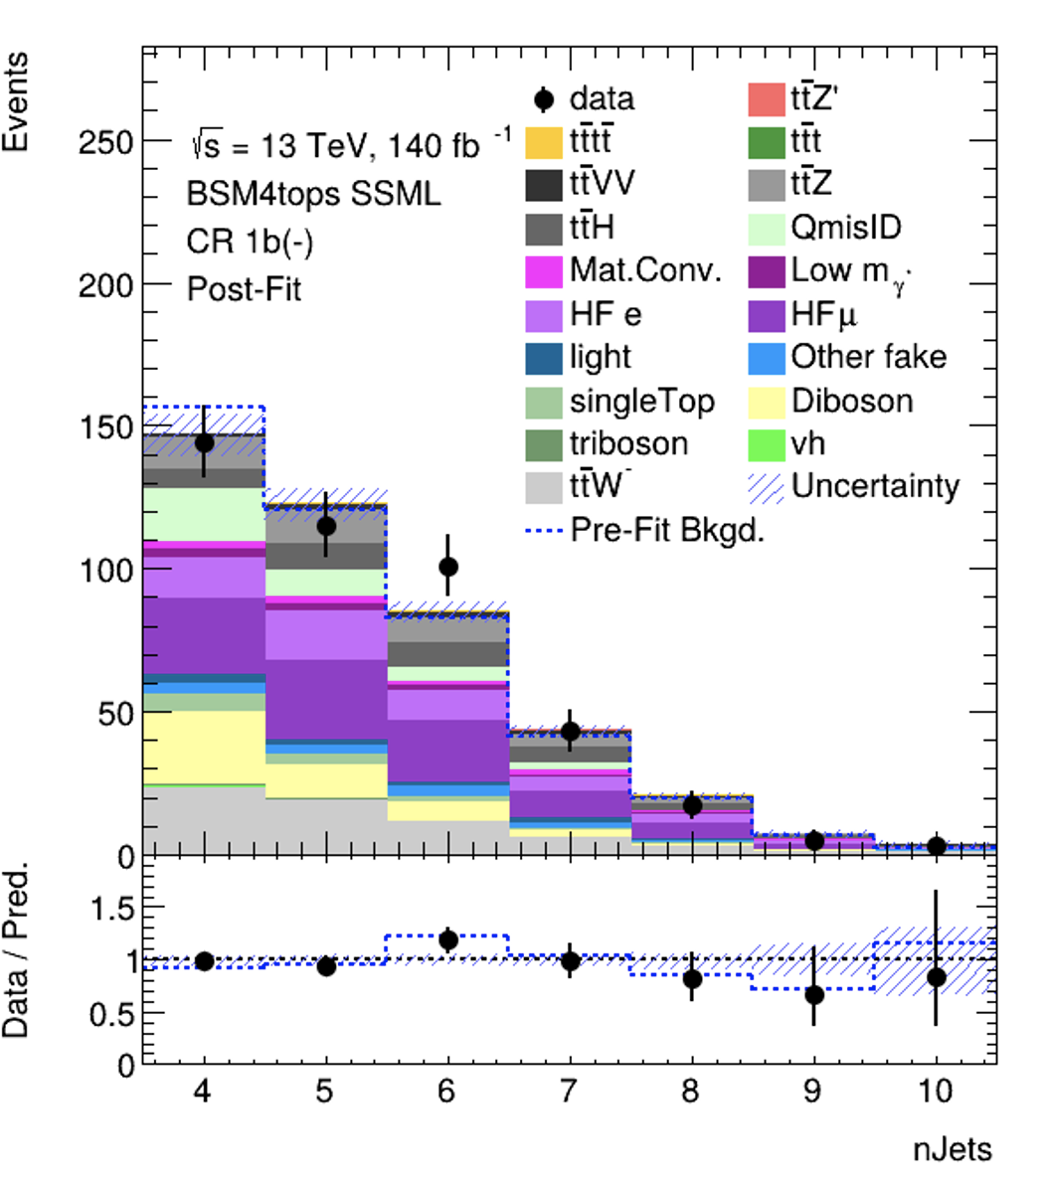 Events
250
200
150
100
50
0
√s = 13 TeV, 140 fb -1
BSM4tops SSML
CR 1b(-)
Post-Fit
data
tt̄Z'
tt̄tt̄
tt̄t
tt̄VV
tt̄Z
tt̄H
QmisID
Mat.Conv.
Low mγ*
HF e
HFμ
light
Other fake
singleTop
Diboson
triboson
vh
tt̄W-
Uncertainty
Pre-Fit Bkgd.
Data / Pred.
1.5
1
0.5
0
4 5 6 7 8 9 10
nJets